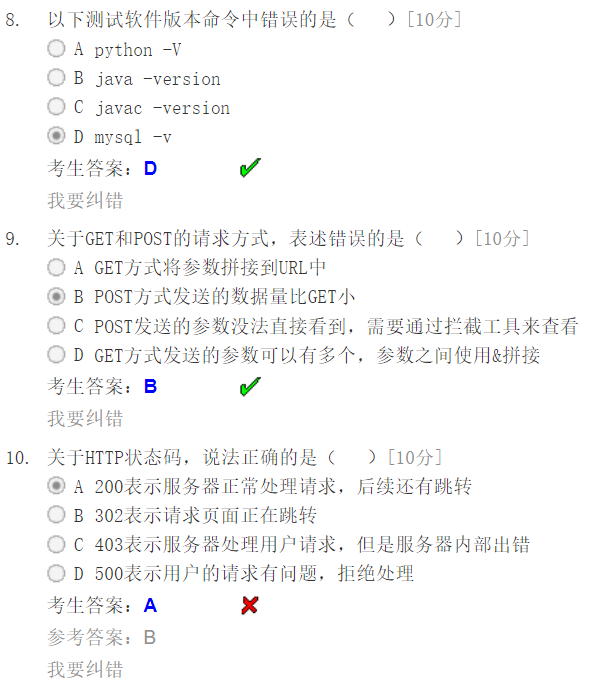 8. 以下测试软件版本命令中错误的是（  ）[10分]
A python -V
B java -version
C javac -version
D mysql -v
考生答案：D
我要纠错
9. 关于GET和POST的请求方式，表述错误的是（  ）[10分]
A GET方式将参数拼接到URL中
B POST方式发送的数据量比GET小
C POST发送的参数没法直接看到，需要通过拦截工具来查看
D GET方式发送的参数可以有多个，参数之间使用&拼接
考生答案：B
我要纠错
10. 关于HTTP状态码，说法正确的是（  ）[10分]
A 200表示服务器正常处理请求，后续还有跳转
B 302表示请求页面正在跳转
C 403表示服务器处理用户请求，但是服务器内部出错
D 500表示用户的请求有问题，拒绝处理
考生答案：A
参考答案：B
我要纠错